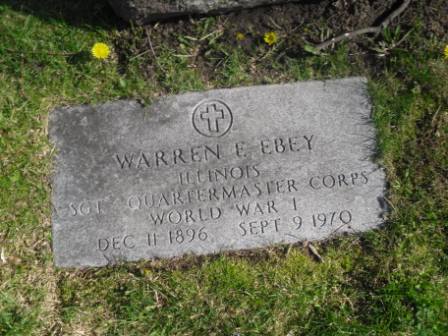 WARREN E EBEY
ILLINOIS
SGT QUARTERMASTER CORPS
WORLD WAR I
DEC 11 1896 SEPT 9 1970